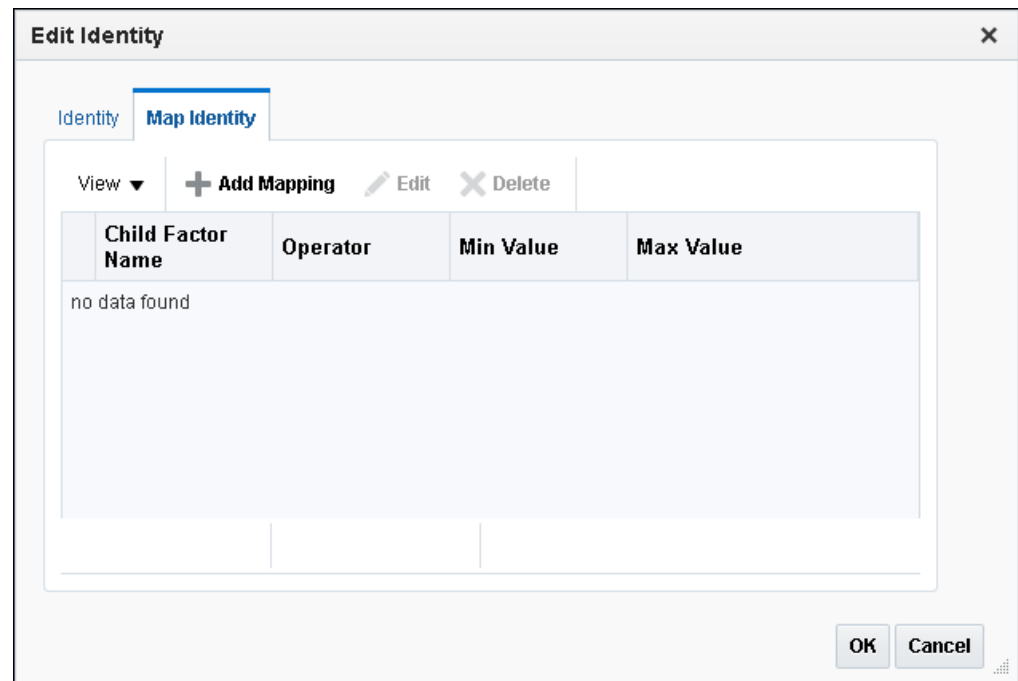 Edit Identity
Identity Map Identity
View Add Mapping Edit Delete
Child Factor Name Operator Min Value Max Value
no data found
OK Cancel